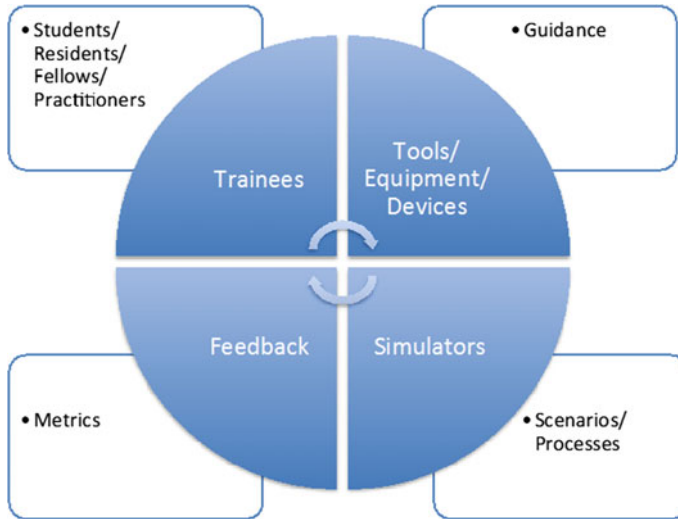 • Students/
Residents/
Fellows/
Practitioners
• Guidance
Trainees
Tools/
Equipment/
Devices
Feedback
Simulators
• Metrics
• Scenarios/
Processes